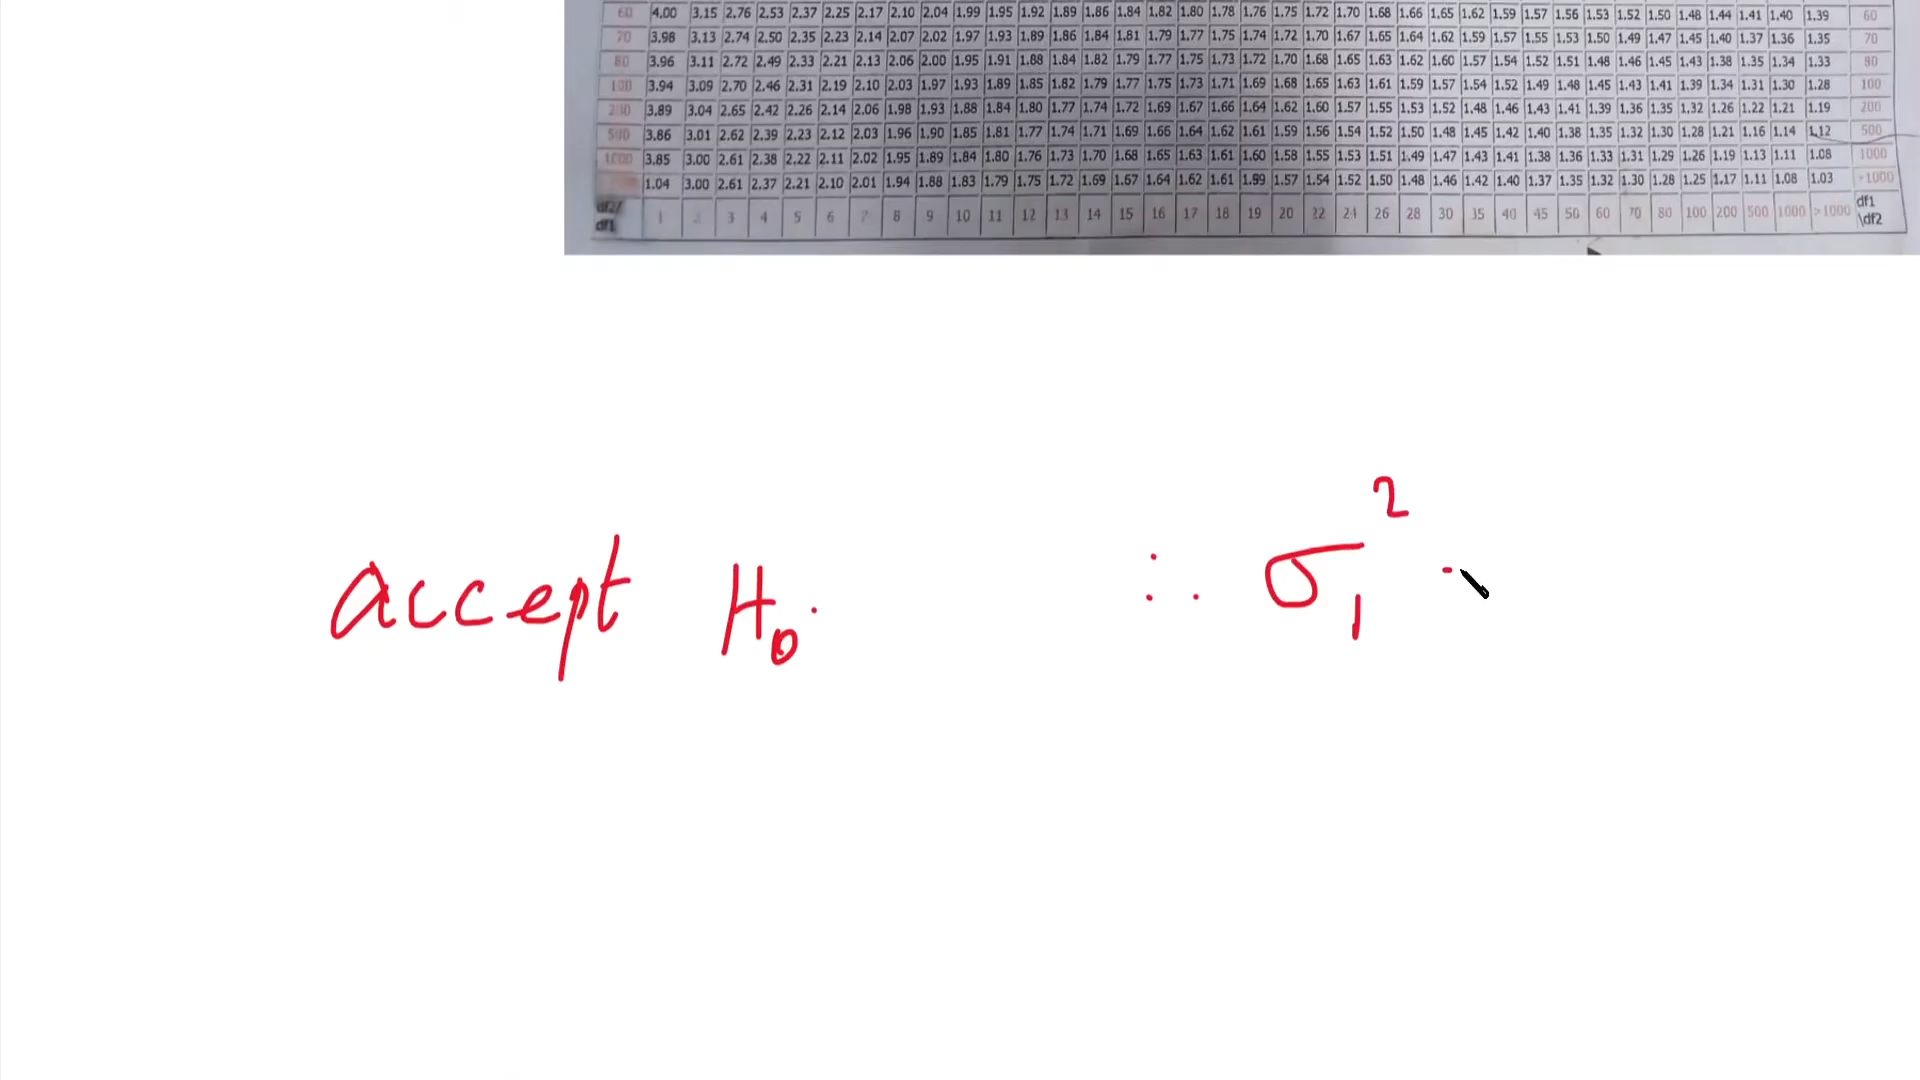 60 4.00 3.15 2.76 2.53 2.37 2.25 2.17 2.10 2.04 1.99 1.95 1.92 1.89 1.86 1.84 1.82 1.80 1.78 1.76 1.75 1.72 1.70 1.68 1.66 1.65 1.62 1.59 1.57 1.56 1.53 1.52 1.50 1.48 1.44 1.41 1.40 1.39 60
70 3.98 3.13 2.74 2.50 2.35 2.23 2.14 2.07 2.02 1.97 1.93 1.89 1.86 1.84 1.81 1.79 1.77 1.75 1.74 1.72 1.70 1.67 1.65 1.64 1.62 1.59 1.57 1.55 1.53 1.50 1.49 1.47 1.45 1.40 1.37 1.36 1.35 70
80 3.96 3.11 2.72 2.49 2.33 2.21 2.13 2.06 2.00 1.95 1.91 1.88 1.84 1.82 1.79 1.77 1.75 1.73 1.72 1.70 1.68 1.65 1.63 1.62 1.60 1.57 1.54 1.52 1.51 1.48 1.46 1.45 1.43 1.38 1.35 1.34 1.33 80
100 3.94 3.09 2.70 2.46 2.31 2.19 2.10 2.03 1.97 1.93 1.89 1.85 1.82 1.79 1.77 1.75 1.73 1.71 1.69 1.68 1.65 1.63 1.61 1.59 1.57 1.54 1.52 1.49 1.48 1.45 1.43 1.41 1.39 1.34 1.31 1.30 1.28 100
200 3.89 3.04 2.65 2.42 2.26 2.14 2.06 1.98 1.93 1.88 1.84 1.80 1.77 1.74 1.72 1.69 1.67 1.66 1.64 1.62 1.60 1.57 1.55 1.53 1.52 1.48 1.46 1.43 1.41 1.39 1.36 1.35 1.32 1.26 1.22 1.21 1.19 200
500 3.86 3.01 2.62 2.39 2.23 2.12 2.03 1.96 1.90 1.85 1.81 1.77 1.74 1.71 1.69 1.66 1.64 1.62 1.61 1.59 1.56 1.54 1.52 1.50 1.48 1.45 1.42 1.40 1.38 1.35 1.32 1.30 1.28 1.21 1.16 1.14 1.12 500
1000 3.85 3.00 2.61 2.38 2.22 2.11 2.02 1.95 1.89 1.84 1.80 1.76 1.73 1.70 1.68 1.65 1.63 1.61 1.60 1.58 1.55 1.53 1.51 1.49 1.47 1.43 1.41 1.38 1.36 1.33 1.31 1.29 1.26 1.19 1.13 1.11 1.08 1000
1.04 3.00 2.61 2.37 2.21 2.10 2.01 1.94 1.88 1.83 1.79 1.75 1.72 1.69 1.67 1.64 1.62 1.61 1.59 1.57 1.54 1.52 1.50 1.48 1.46 1.42 1.40 1.37 1.35 1.32 1.30 1.28 1.25 1.17 1.11 1.08 1.03 >1000
df2/ df1 1 2 3 4 5 6 7 8 9 10 11 12 13 14 15 16 17 18 19 20 22 24 26 28 30 35 40 45 50 60 70 80 100 200 500 1000 >1000 df1 \df2
accept H₀. ∴ σ₁²